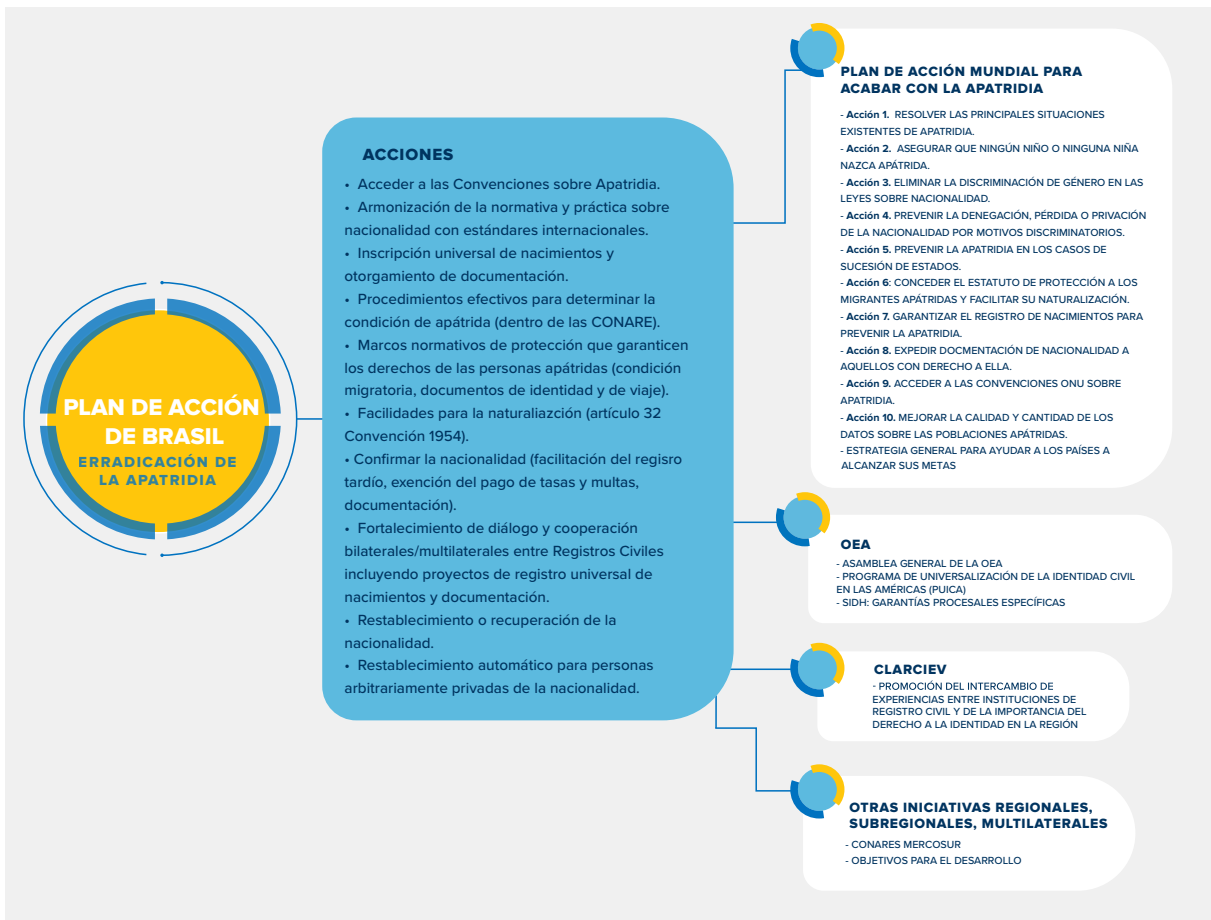 PLAN DE ACCIÓN
DE BRASIL
ERRADICACIÓN DE
LA APATRIDIA
ACCIONES
• Acceder a las Convenciones sobre Apatridia.
• Armonización de la normativa y práctica sobre
nacionalidad con estándares internacionales.
• Inscripción universal de nacimientos y
otorgamiento de documentación.
• Procedimientos efectivos para determinar la
condición de apátrida (dentro de las CONARE).
• Marcos normativos de protección que garanticen
los derechos de las personas apátridas (condición
migratoria, documentos de identidad y de viaje).
• Facilidades para la naturaliazción (artículo 32
Convención 1954).
• Confirmar la nacionalidad (facilitación del regisro
tardío, exención del pago de tasas y multas,
documentación).
• Fortalecimiento de diálogo y cooperación
bilaterales/multilaterales entre Registros Civiles
incluyendo proyectos de registro universal de
nacimientos y documentación.
• Restablecimiento o recuperación de la
nacionalidad.
• Restablecimiento automático para personas
arbitrariamente privadas de la nacionalidad.
PLAN DE ACCIÓN MUNDIAL PARA
ACABAR CON LA APATRIDIA
- Acción 1. RESOLVER LAS PRINCIPALES SITUACIONES
EXISTENTES DE APATRIDIA.
- Acción 2. ASEGURAR QUE NINGÚN NIÑO O NINGUNA NIÑA
NAZCA APÁTRIDA.
- Acción 3. ELIMINAR LA DISCRIMINACIÓN DE GÉNERO EN LAS
LEYES SOBRE NACIONALIDAD.
- Acción 4. PREVENIR LA DENEGACIÓN, PÉRDIDA O PRIVACIÓN
DE LA NACIONALIDAD POR MOTIVOS DISCRIMINATORIOS.
- Acción 5. PREVENIR LA APATRIDIA EN LOS CASOS DE
SUCESIÓN DE ESTADOS.
- Acción 6: CONCEDER EL ESTATUTO DE PROTECCIÓN A LOS
MIGRANTES APÁTRIDAS Y FACILITAR SU NATURALIZACIÓN.
- Acción 7. GARANTIZAR EL REGISTRO DE NACIMIENTOS PARA
PREVENIR LA APATRIDIA.
- Acción 8. EXPEDIR DOCMENTACIÓN DE NACIONALIDAD A
AQUELLOS CON DERECHO A ELLA.
- Acción 9. ACCEDER A LAS CONVENCIONES ONU SOBRE
APATRIDIA.
- Acción 10. MEJORAR LA CALIDAD Y CANTIDAD DE LOS
DATOS SOBRE LAS POBLACIONES APÁTRIDAS.
- ESTRATEGIA GENERAL PARA AYUDAR A LOS PAÍSES A
ALCANZAR SUS METAS
OEA
- ASAMBLEA GENERAL DE LA OEA
- PROGRAMA DE UNIVERSALIZACIÓN DE LA IDENTIDAD CIVIL
EN LAS AMÉRICAS (PUICA)
- SIDH: GARANTÍAS PROCESALES ESPECÍFICAS
CLARCIEV
- PROMOCIÓN DEL INTERCAMBIO DE
EXPERIENCIAS ENTRE INSTITUCIONES DE
REGISTRO CIVIL Y DE LA IMPORTANCIA DEL
DERECHO A LA IDENTIDAD EN LA REGIÓN
OTRAS INICIATIVAS REGIONALES,
SUBREGIONALES, MULTILATERALES
- CONARES MERCOSUR
- OBJETIVOS PARA EL DESARROLLO